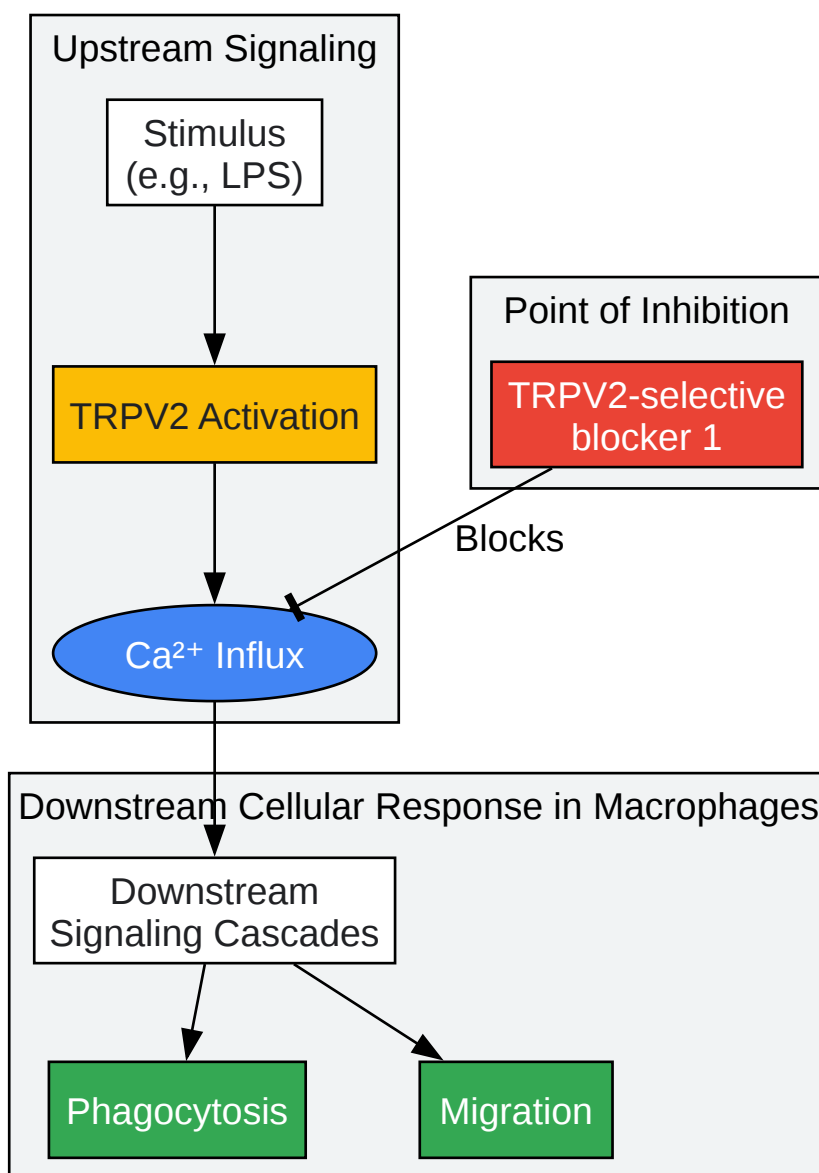 Upstream Signaling
Stimulus
(e.g., LPS)
TRPV2 Activation
Ca²⁺ Influx
Point of Inhibition
TRPV2-selective
blocker 1
Blocks
Downstream Cellular Response in Macrophages
Downstream
Signaling Cascades
Phagocytosis
Migration